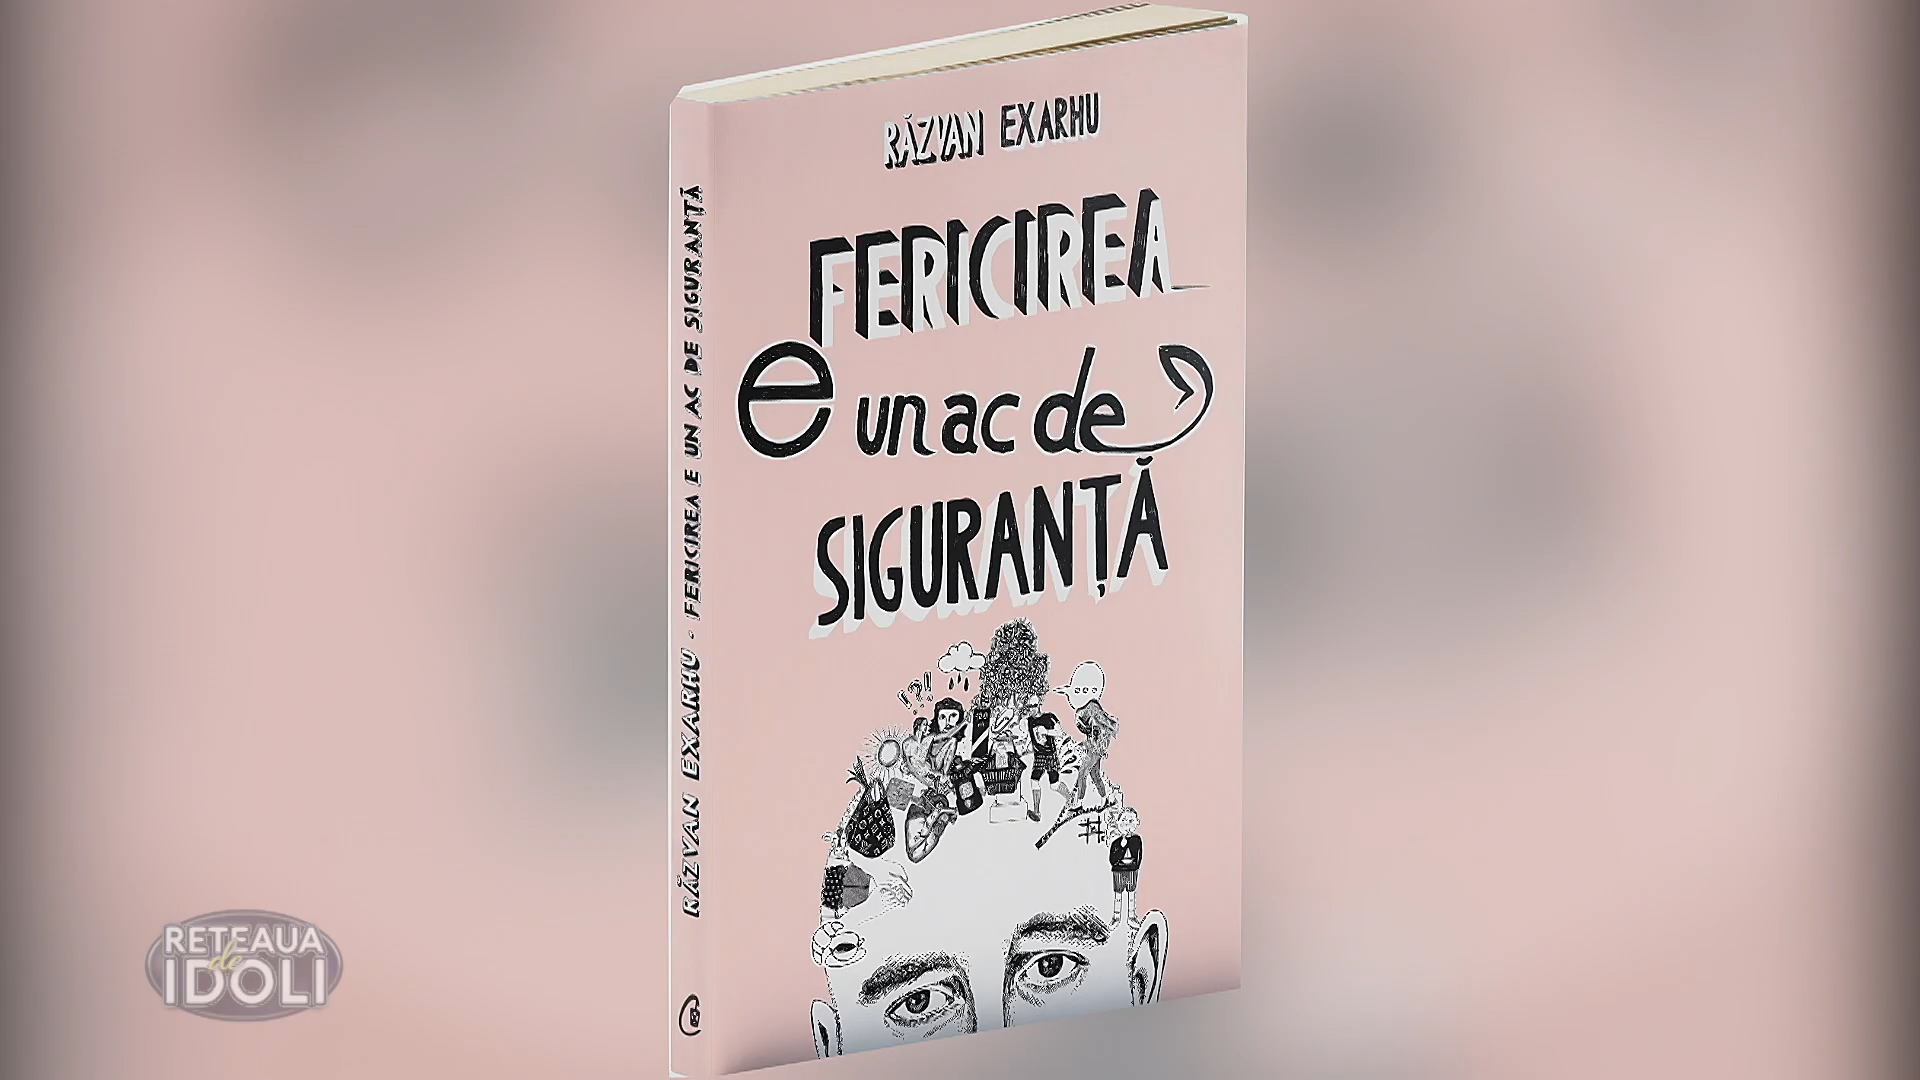 RĂZVAN EXARHU
FERICIREA
e un ac de
SIGURANȚĂ
!?!
#
RĂZVAN EXARHU · FERICIREA E UN AC DE SIGURANȚĂ
RETEAUA
de
IDOLI